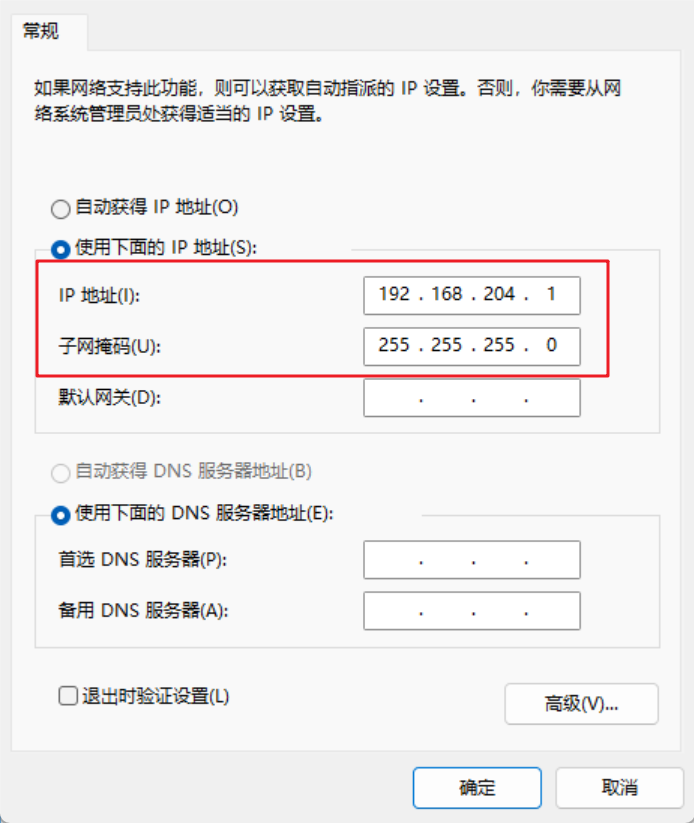 常规
如果网络支持此功能，则可以获取自动指派的 IP 设置。否则，你需要从网
络系统管理员处获得适当的 IP 设置。
自动获得 IP 地址(O)
使用下面的 IP 地址(S):
IP 地址(I): 192 . 168 . 204 . 1
子网掩码(U): 255 . 255 . 255 . 0
默认网关(D): . . .
自动获得 DNS 服务器地址(B)
使用下面的 DNS 服务器地址(E):
首选 DNS 服务器(P): . . .
备用 DNS 服务器(A): . . .
退出时验证设置(L)
高级(V)...
确定 取消